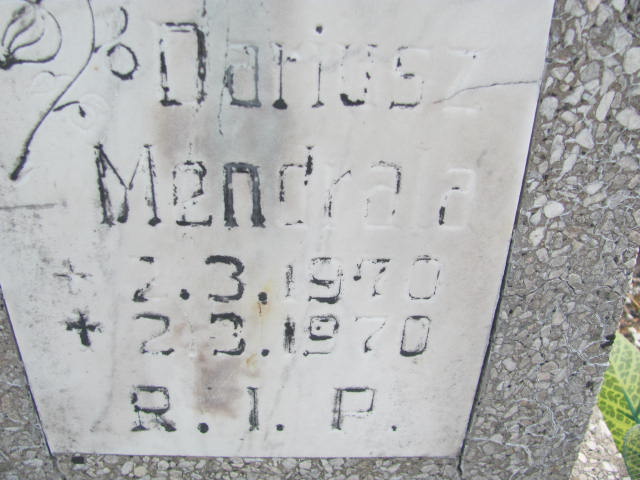 Dariusz
Mendrala
+ 2.3.1970
+ 2.3.1970
R.I.P.